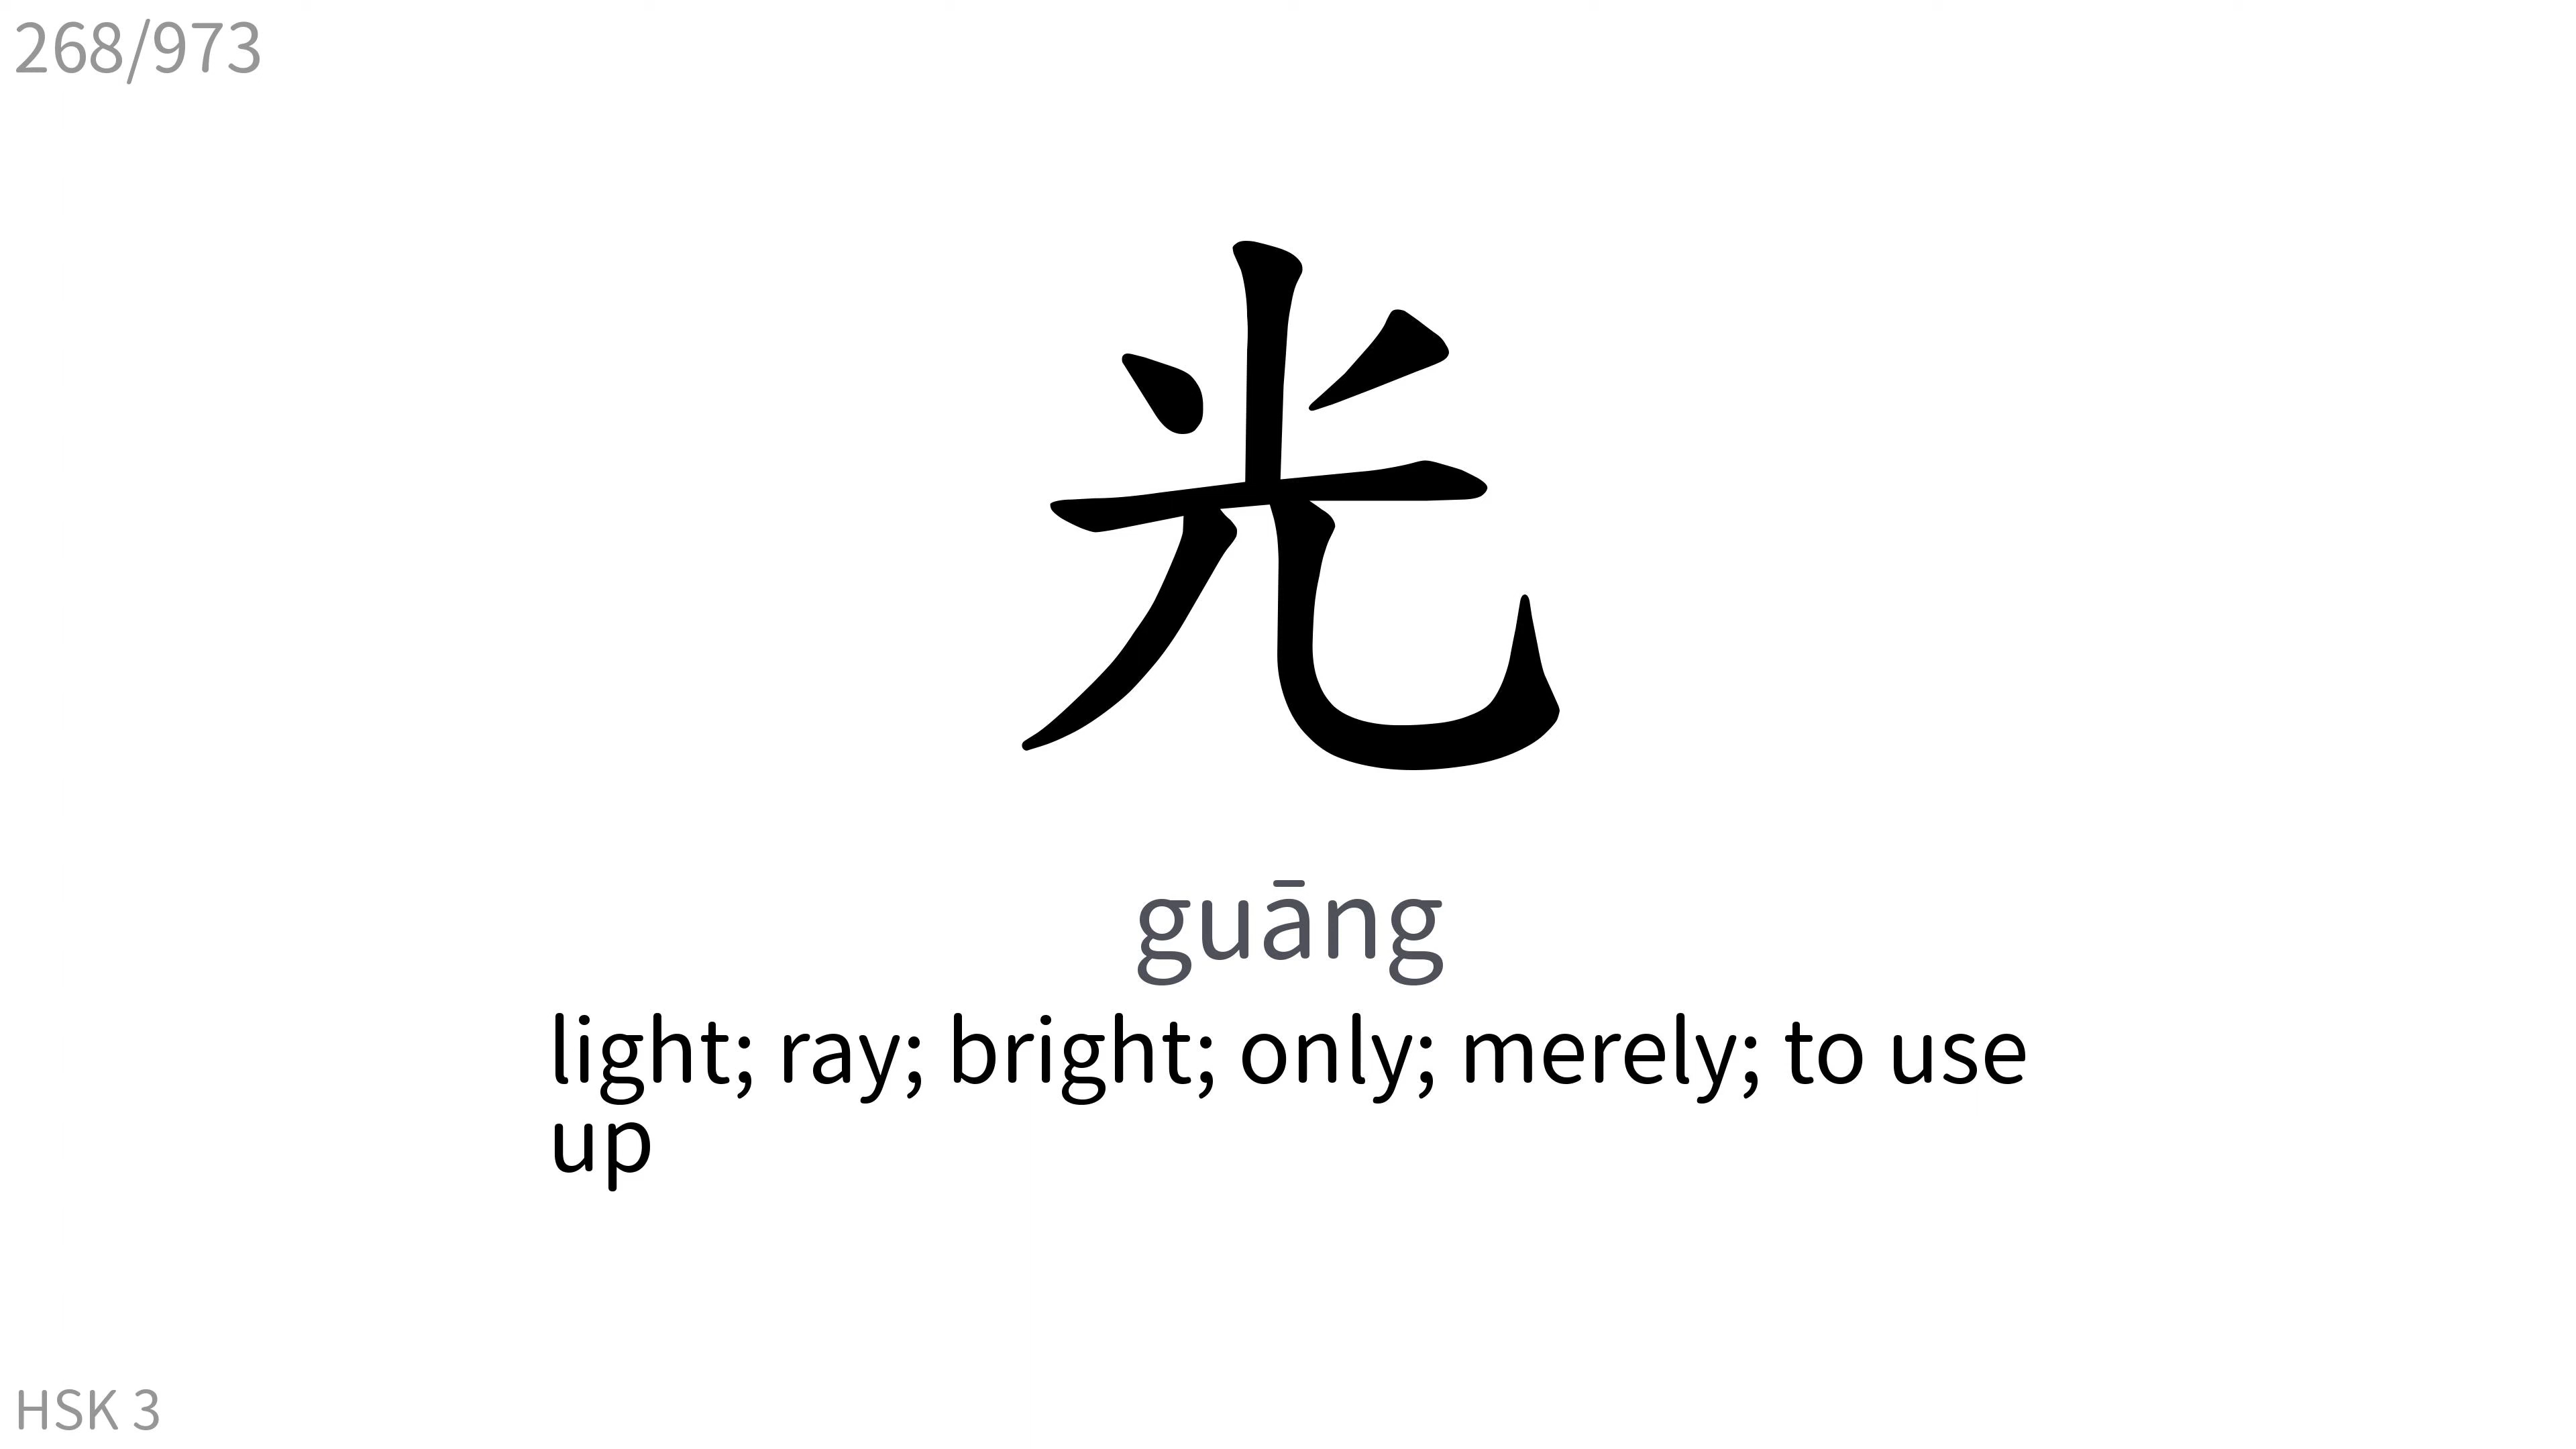 268/973
光
guāng
light; ray; bright; only; merely; to use
up
HSK 3